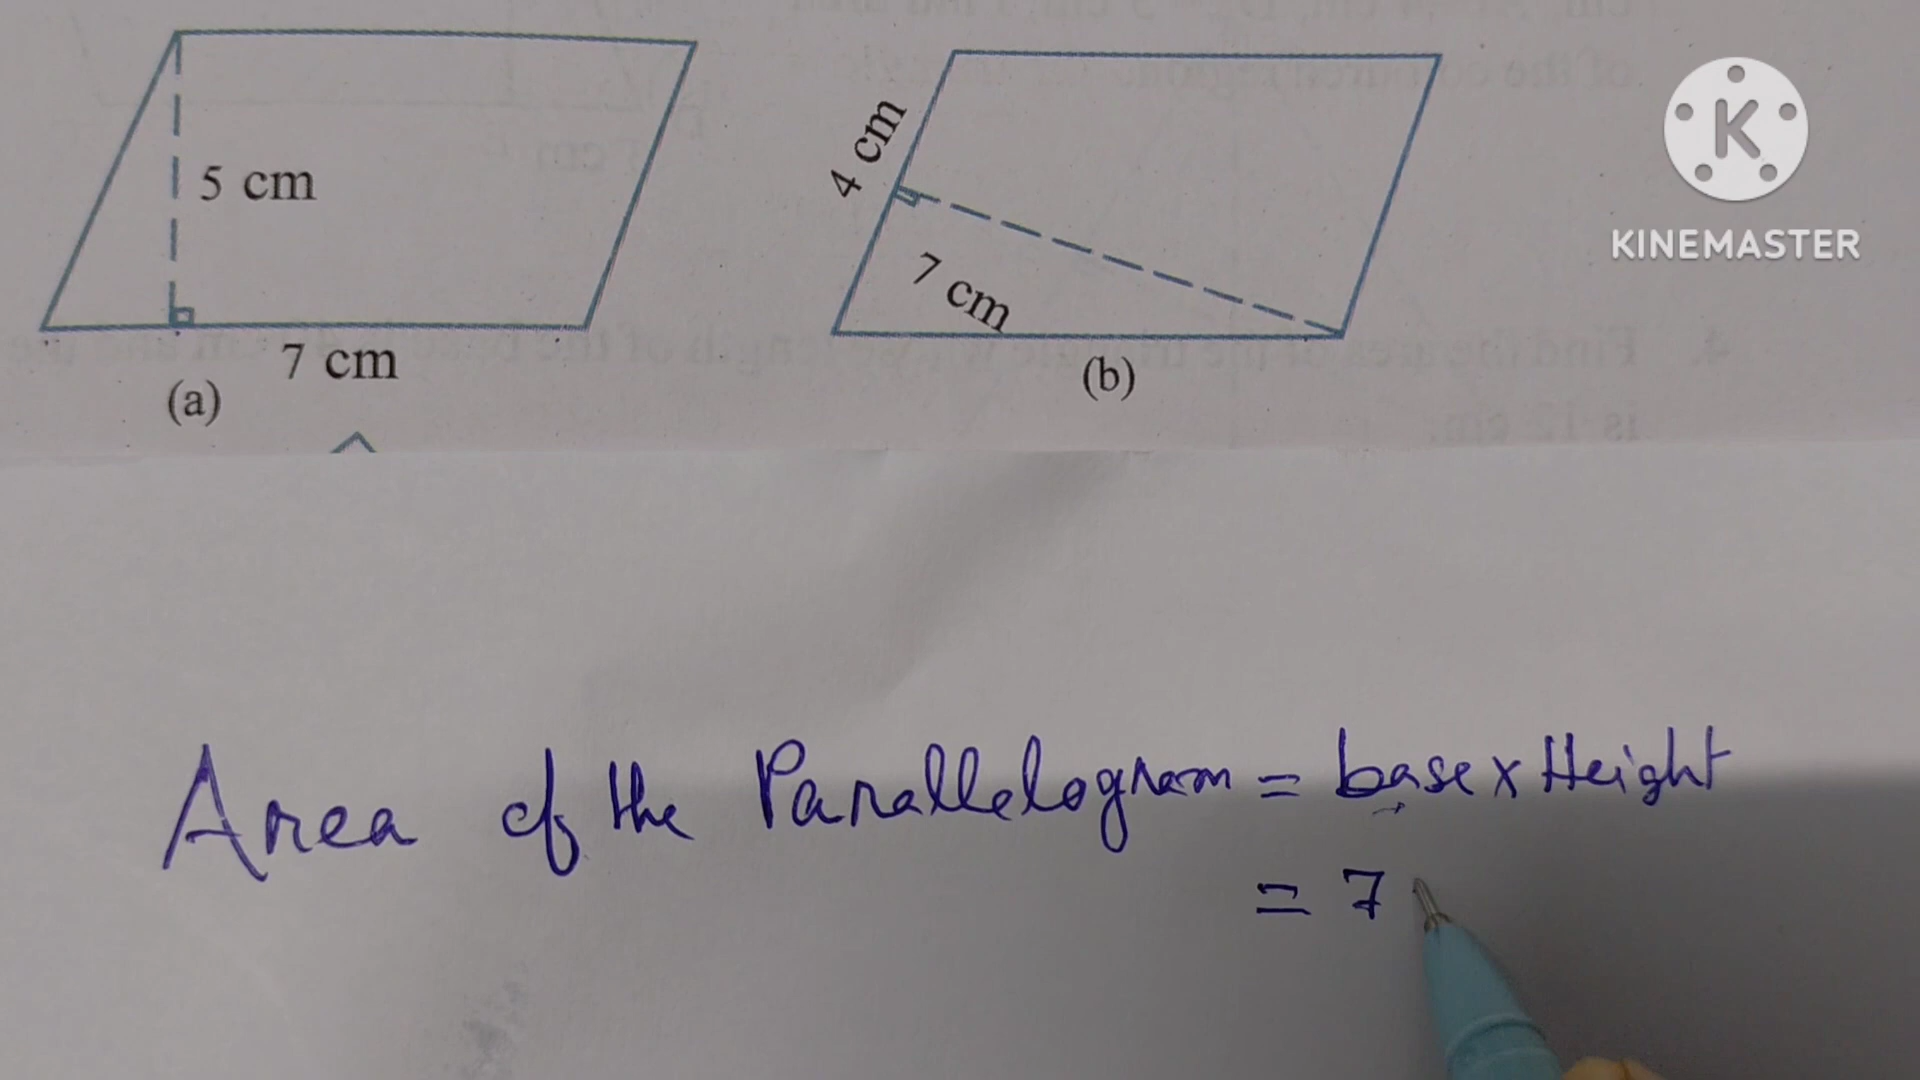 5 cm
7 cm
(a)
4 cm
7 cm
(b)
K
KINEMASTER
Area of the Parallelogram = base x Height
= 7